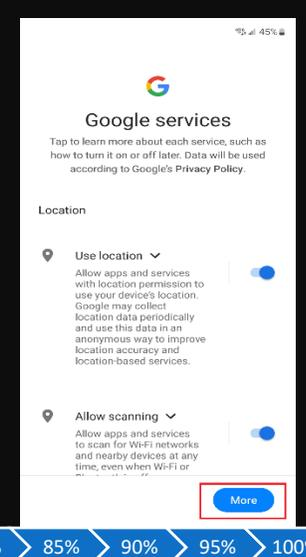 45%
Google services
Tap to learn more about each service, such as
how to turn it on or off later. Data will be used
according to Google's Privacy Policy.
Location
Use location
Allow apps and services
with location permission to
use your device's location.
Google may collect
location data periodically
and use this data in an
anonymous way to improve
location accuracy and
location-based services.
Allow scanning
Allow apps and services
to scan for Wi-Fi networks
and nearby devices at any
time, even when Wi-Fi or
More
85% 90% 95% 100